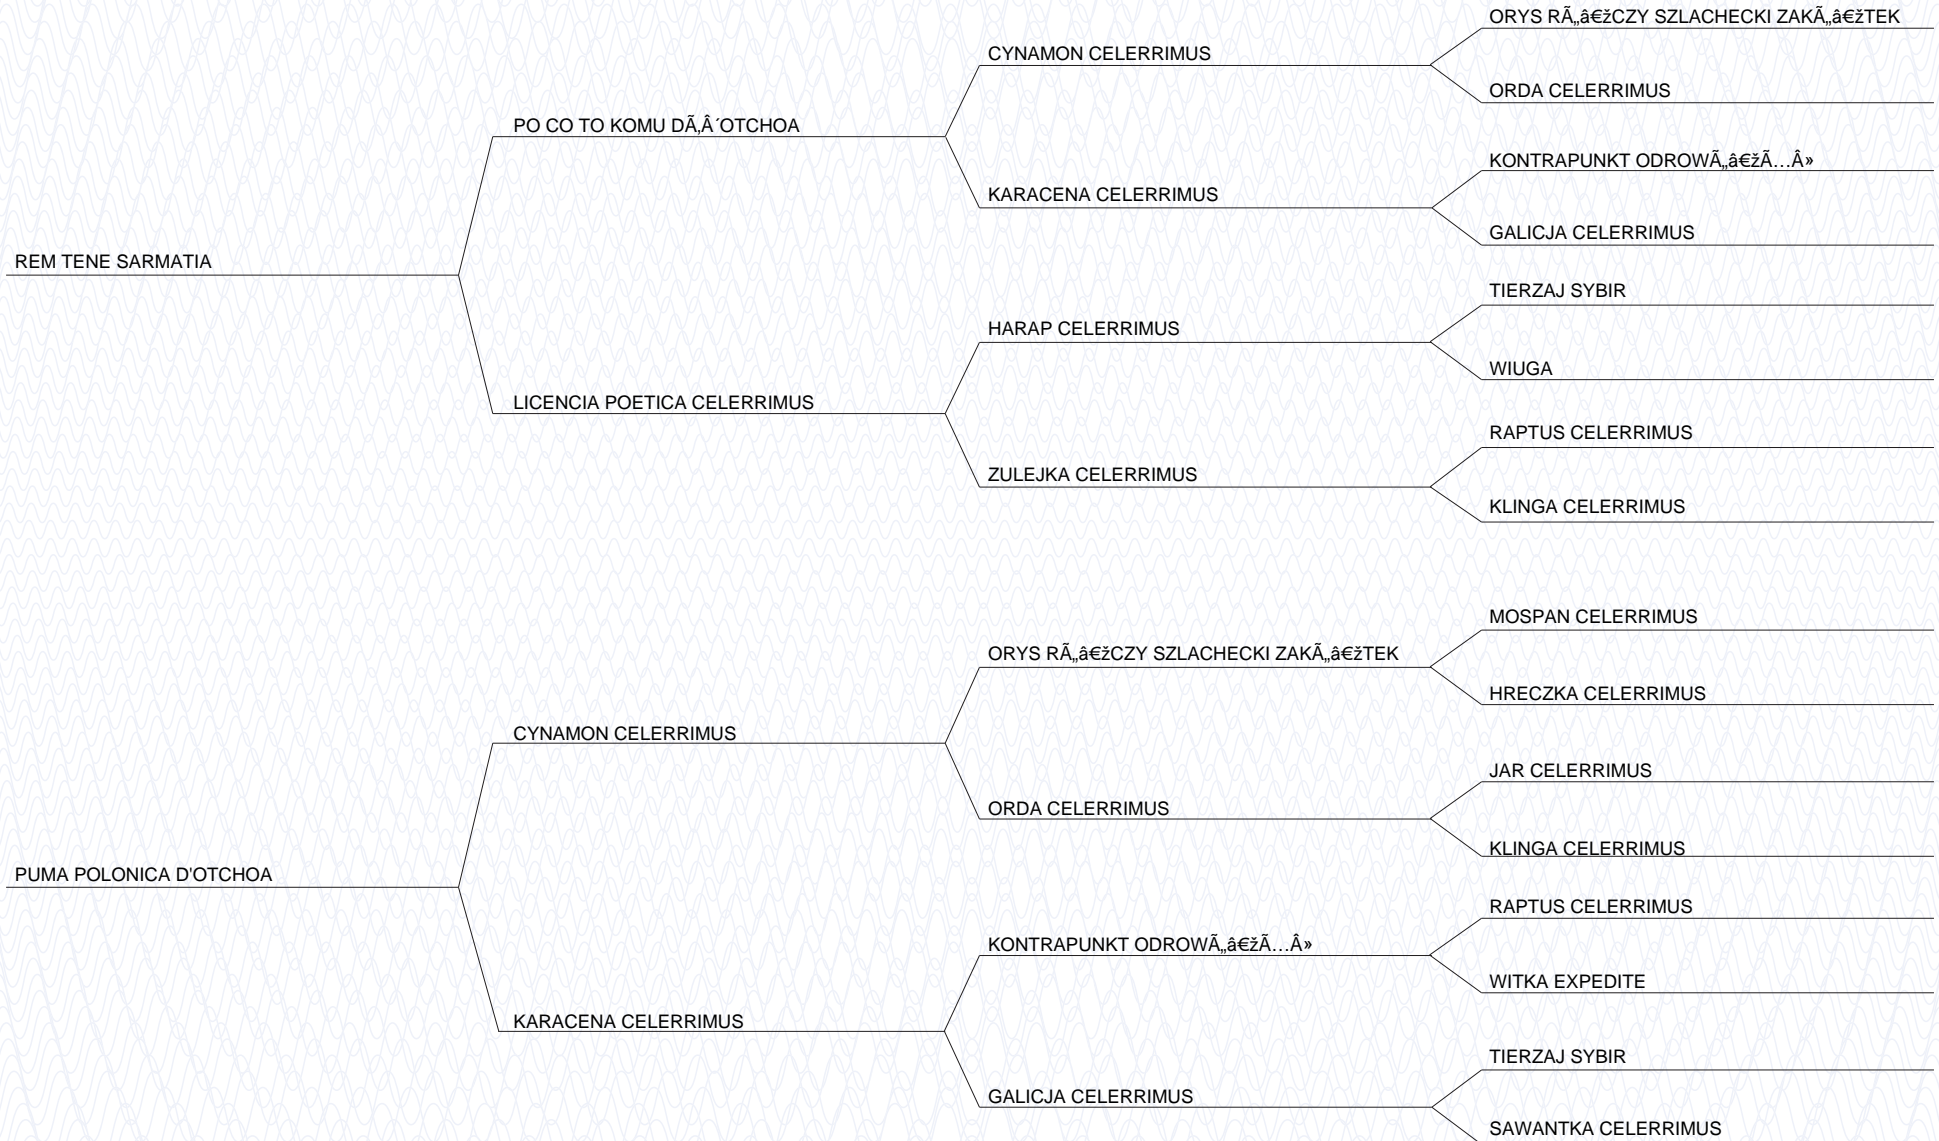 ORYS RÃ„â€žCZY SZLACHECKI ZAKÃ„â€žTEK
CYNAMON CELERRIMUS
ORDA CELERRIMUS
PO CO TO KOMU DÃ‚Â´OTCHOA
KONTRAPUNKT ODROWÃ„â€žÃ…Â»
KARACENA CELERRIMUS
GALICJA CELERRIMUS
REM TENE SARMATIA
TIERZAJ SYBIR
HARAP CELERRIMUS
WIUGA
LICENCIA POETICA CELERRIMUS
RAPTUS CELERRIMUS
ZULEJKA CELERRIMUS
KLINGA CELERRIMUS
MOSPAN CELERRIMUS
ORYS RÃ„â€žCZY SZLACHECKI ZAKÃ„â€žTEK
HRECZKA CELERRIMUS
CYNAMON CELERRIMUS
JAR CELERRIMUS
ORDA CELERRIMUS
KLINGA CELERRIMUS
PUMA POLONICA D'OTCHOA
RAPTUS CELERRIMUS
KONTRAPUNKT ODROWÃ„â€žÃ…Â»
WITKA EXPEDITE
KARACENA CELERRIMUS
TIERZAJ SYBIR
GALICJA CELERRIMUS
SAWANTKA CELERRIMUS